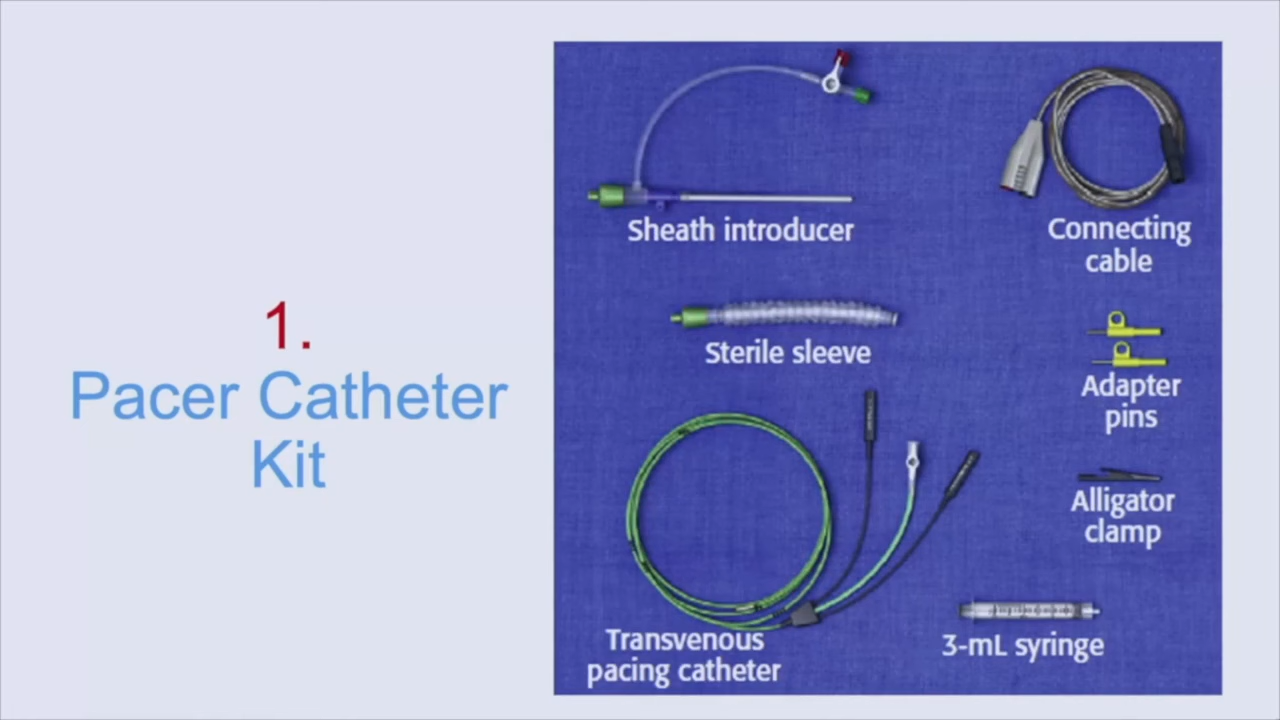 1.
Pacer Catheter
Kit
Sheath introducer
Connecting
cable
Sterile sleeve
Adapter
pins
Alligator
clamp
Transvenous
pacing catheter
3-mL syringe